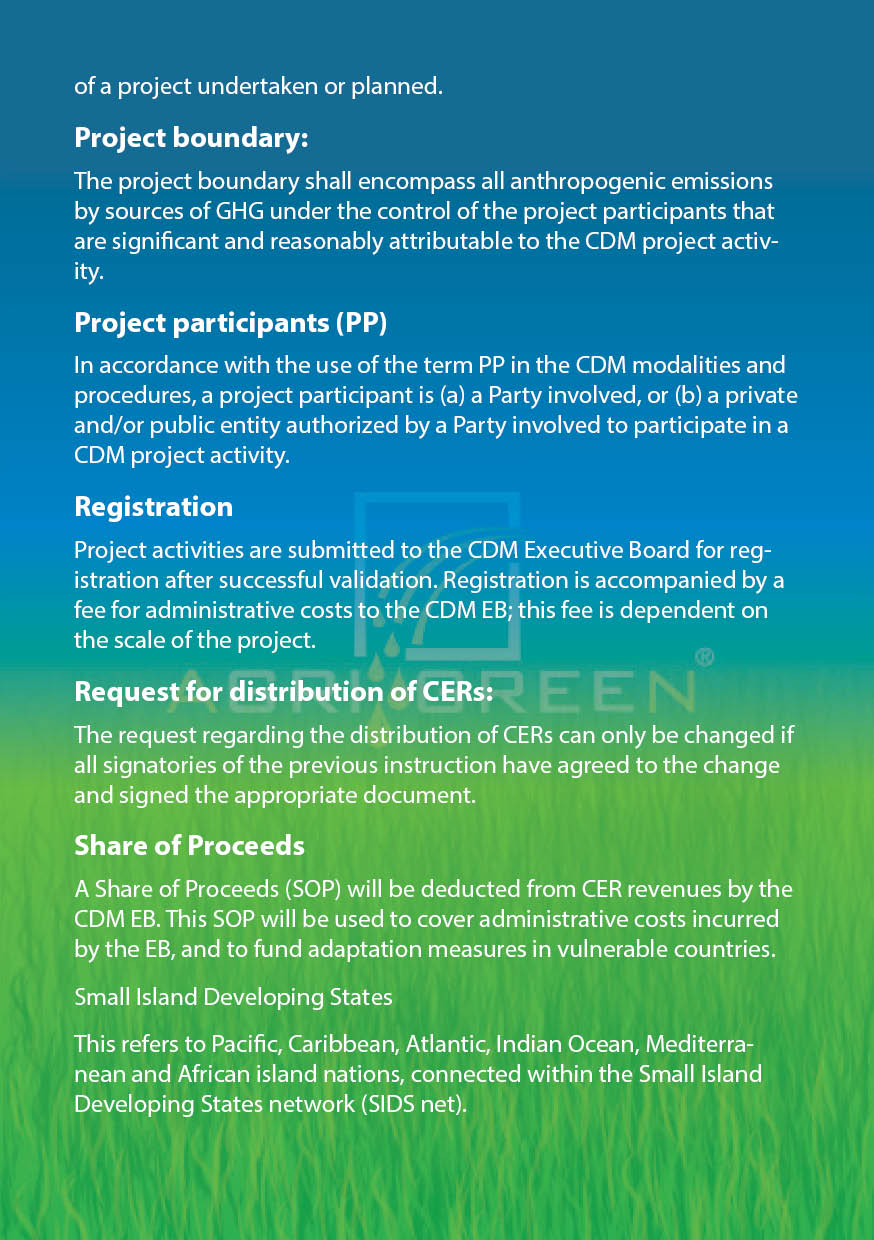 of a project undertaken or planned.
Project boundary:
The project boundary shall encompass all anthropogenic emissions
by sources of GHG under the control of the project participants that
are significant and reasonably attributable to the CDM project activ-
ity.
Project participants (PP)
In accordance with the use of the term PP in the CDM modalities and
procedures, a project participant is (a) a Party involved, or (b) a private
and/or public entity authorized by a Party involved to participate in a
CDM project activity.
Registration
Project activities are submitted to the CDM Executive Board for reg-
istration after successful validation. Registration is accompanied by a
fee for administrative costs to the CDM EB; this fee is dependent on
the scale of the project.
AGRIGREEN®
Request for distribution of CERs:
The request regarding the distribution of CERs can only be changed if
all signatories of the previous instruction have agreed to the change
and signed the appropriate document.
Share of Proceeds
A Share of Proceeds (SOP) will be deducted from CER revenues by the
CDM EB. This SOP will be used to cover administrative costs incurred
by the EB, and to fund adaptation measures in vulnerable countries.
Small Island Developing States
This refers to Pacific, Caribbean, Atlantic, Indian Ocean, Mediterra-
nean and African island nations, connected within the Small Island
Developing States network (SIDS net).